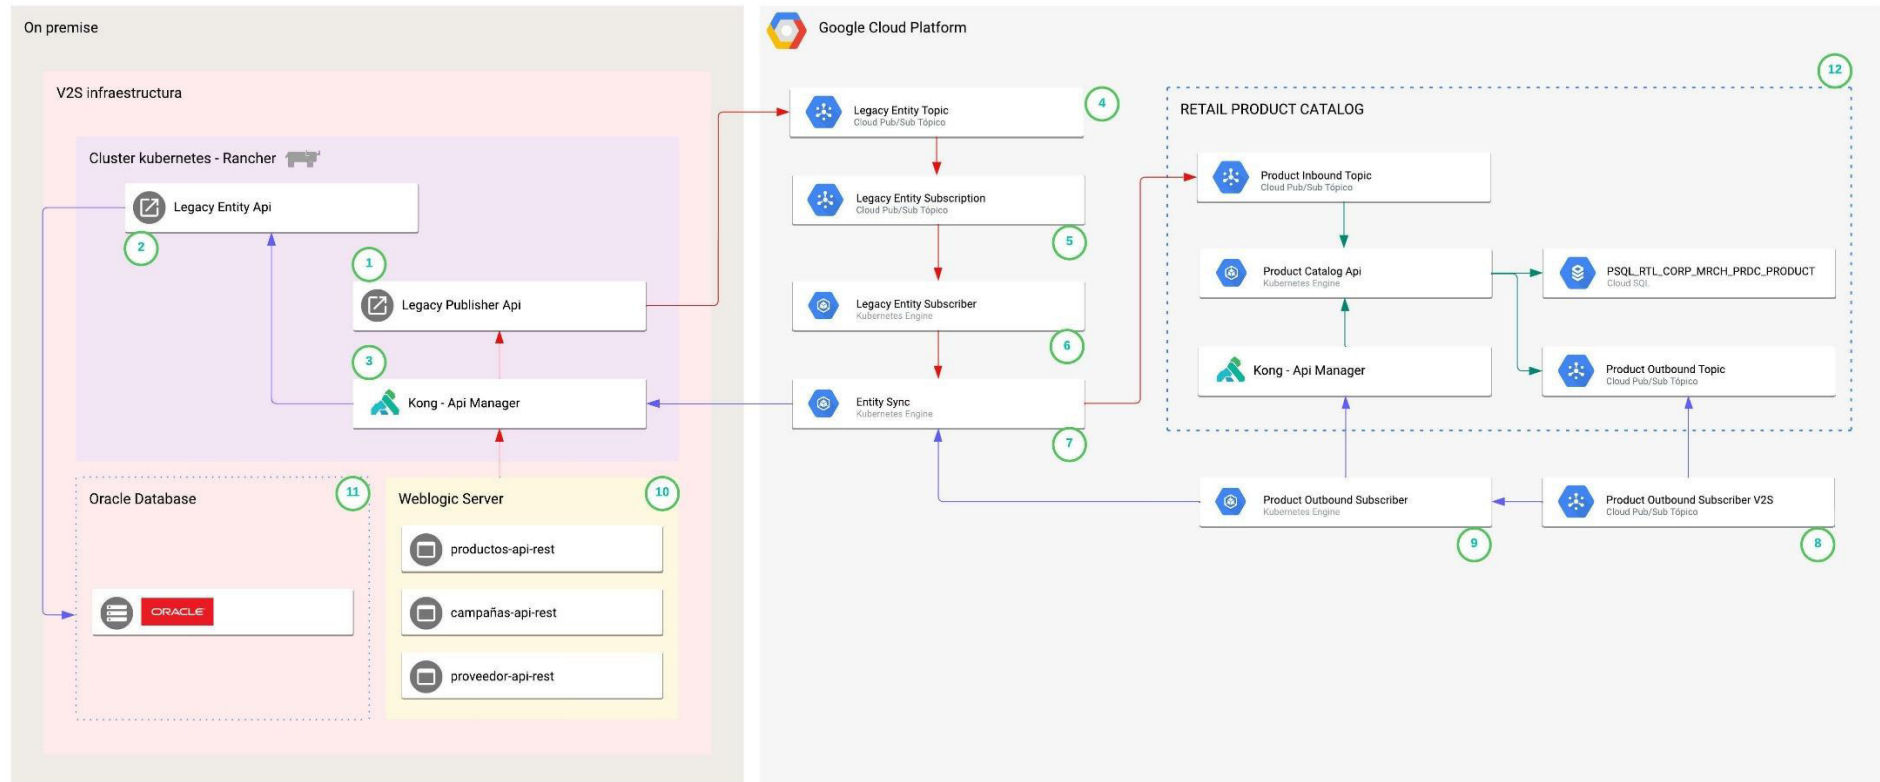 On premise
Google Cloud Platform
V2S infraestructura
12
4
Legacy Entity Topic
Cloud Pub/Sub Tópico
RETAIL PRODUCT CATALOG
Cluster kubernetes - Rancher
Product Inbound Topic
Cloud Pub/Sub Tópico
Legacy Entity Api
2
Legacy Entity Subscription
Cloud Pub/Sub Tópico
5
1
Legacy Publisher Api
Legacy Entity Subscriber
Kubernetes Engine
6
Product Catalog Api
Kubernetes Engine
PSQL_RTL_CORP_MRCH_PRDC_PRODUCT
Cloud SQL
3
Kong - Api Manager
Entity Sync
Kubernetes Engine
7
Kong - Api Manager
Product Outbound Topic
Cloud Pub/Sub Tópico
Oracle Database
11
Weblogic Server
10
Product Outbound Subscriber
Kubernetes Engine
9
Product Outbound Subscriber V2S
Cloud Pub/Sub Tópico
8
productos-api-rest
ORACLE
campañas-api-rest
proveedor-api-rest